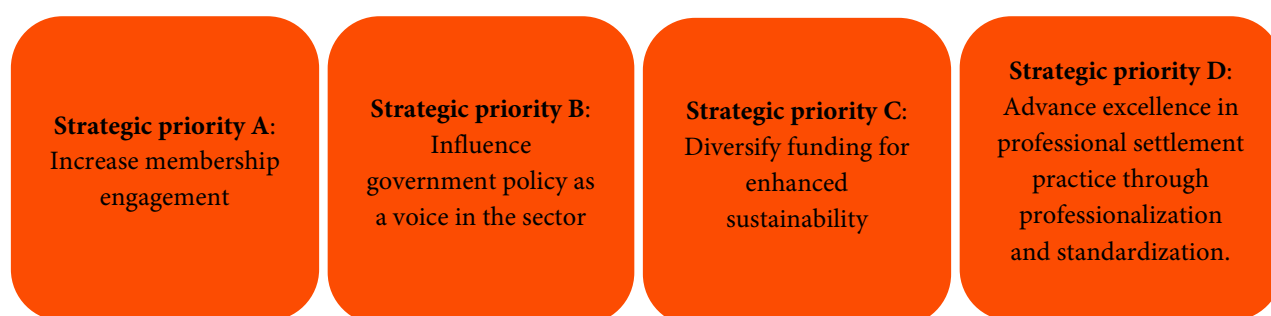 Strategic priority A:
Increase membership
engagement
Strategic priority B:
Influence
government policy as
a voice in the sector
Strategic priority C:
Diversify funding for
enhanced
sustainability
Strategic priority D:
Advance excellence in
professional settlement
practice through
professionalization
and standardization.